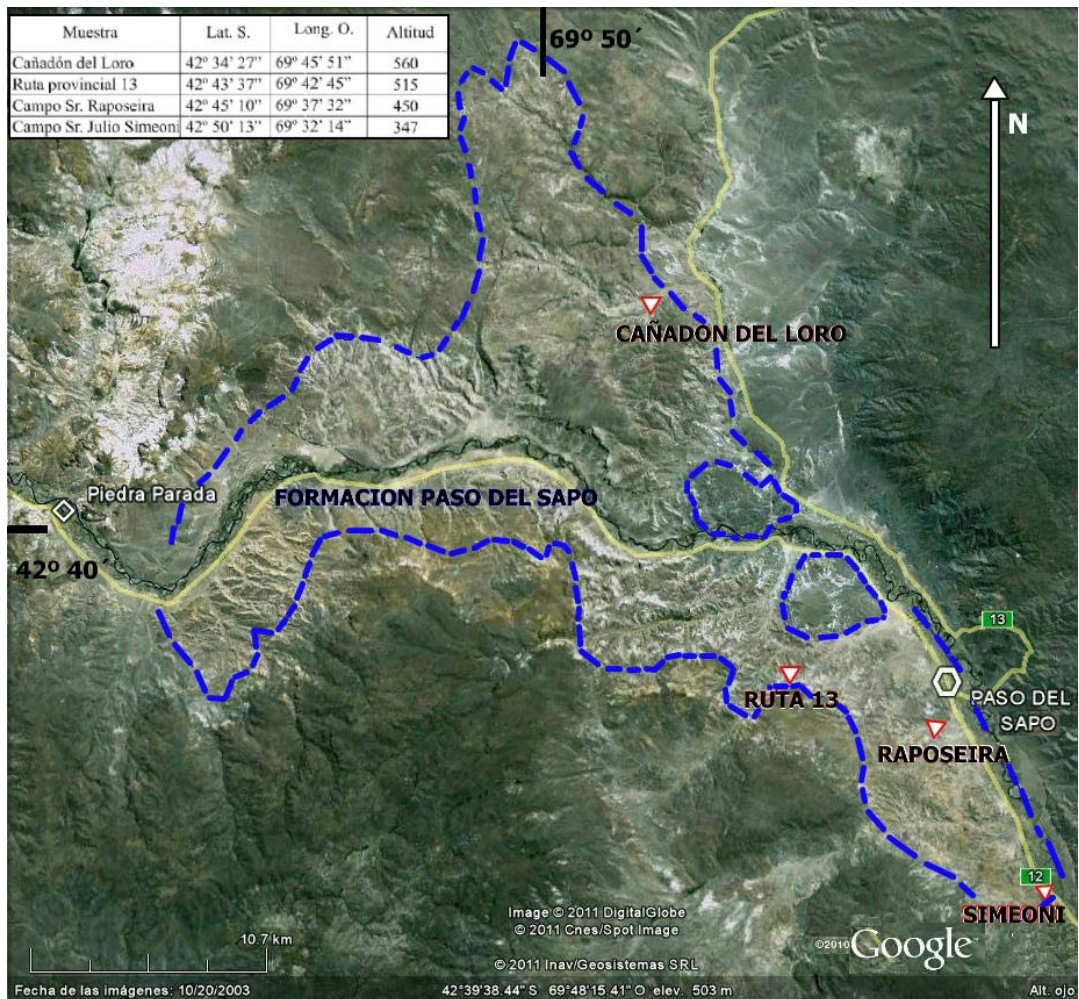 Muestra Lat. S. Long. O. Altitud
Cañadón del Loro 42º 34' 27” 69º 45' 51” 560
Ruta provincial 13 42º 43' 37” 69º 42' 45” 515
Campo Sr. Raposeira 42º 45' 10” 69º 37' 32” 450
Campo Sr. Julio Simeoni 42º 50' 13” 69º 32' 14” 347
69º 50´
N
CAÑADON DEL LORO
Piedra Parada
FORMACION PASO DEL SAPO
42º 40´
13
RUTA 13
PASO DEL
SAPO
RAPOSEIRA
12
SIMEONI
Image © 2011 DigitalGlobe
© 2011 Cnes/Spot Image
10.7 km
©2010 Google
© 2011 Inav/Geosistemas SRL
Fecha de las imágenes: 10/20/2003 42°39'38.44" S 69°48'15.41" O elev. 503 m Alt. ojo